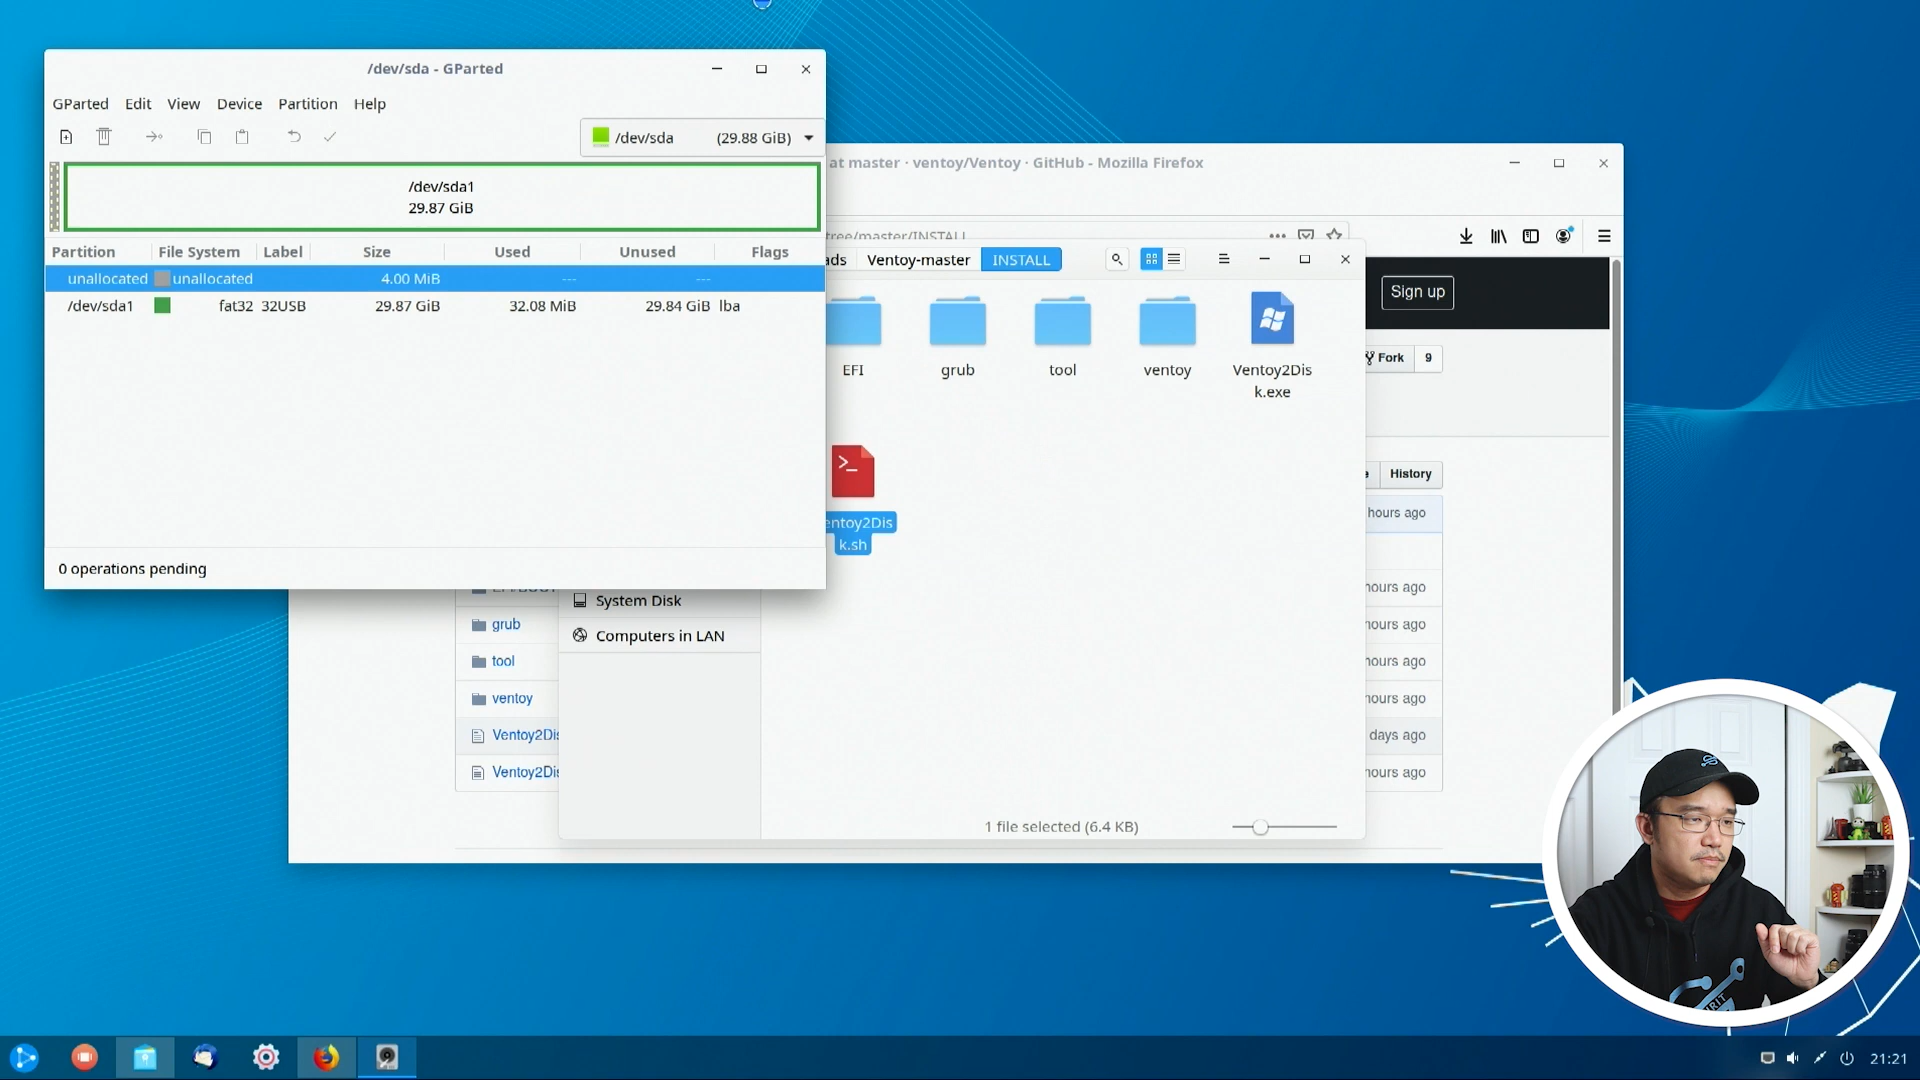 /dev/sda - GParted
GParted Edit View Device Partition Help
/dev/sda (29.88 GiB)
/dev/sda1
29.87 GiB
Partition File System Label Size Used Unused Flags
unallocated unallocated 4.00 MiB --- ---
/dev/sda1 fat32 32USB 29.87 GiB 32.08 MiB 29.84 GiB lba
0 operations pending
at master · ventoy/Ventoy · GitHub - Mozilla Firefox
tree/master/INSTALL
ads Ventoy-master INSTALL
Sign up
EFI grub tool ventoy Ventoy2Dis
k.exe
Fork 9
entoy2Dis
k.sh
e History
hours ago
System Disk
Computers in LAN
EFI/BOOT
hours ago
grub hours ago
tool hours ago
ventoy hours ago
Ventoy2Dis days ago
Ventoy2Dis hours ago
1 file selected (6.4 KB)
21:21